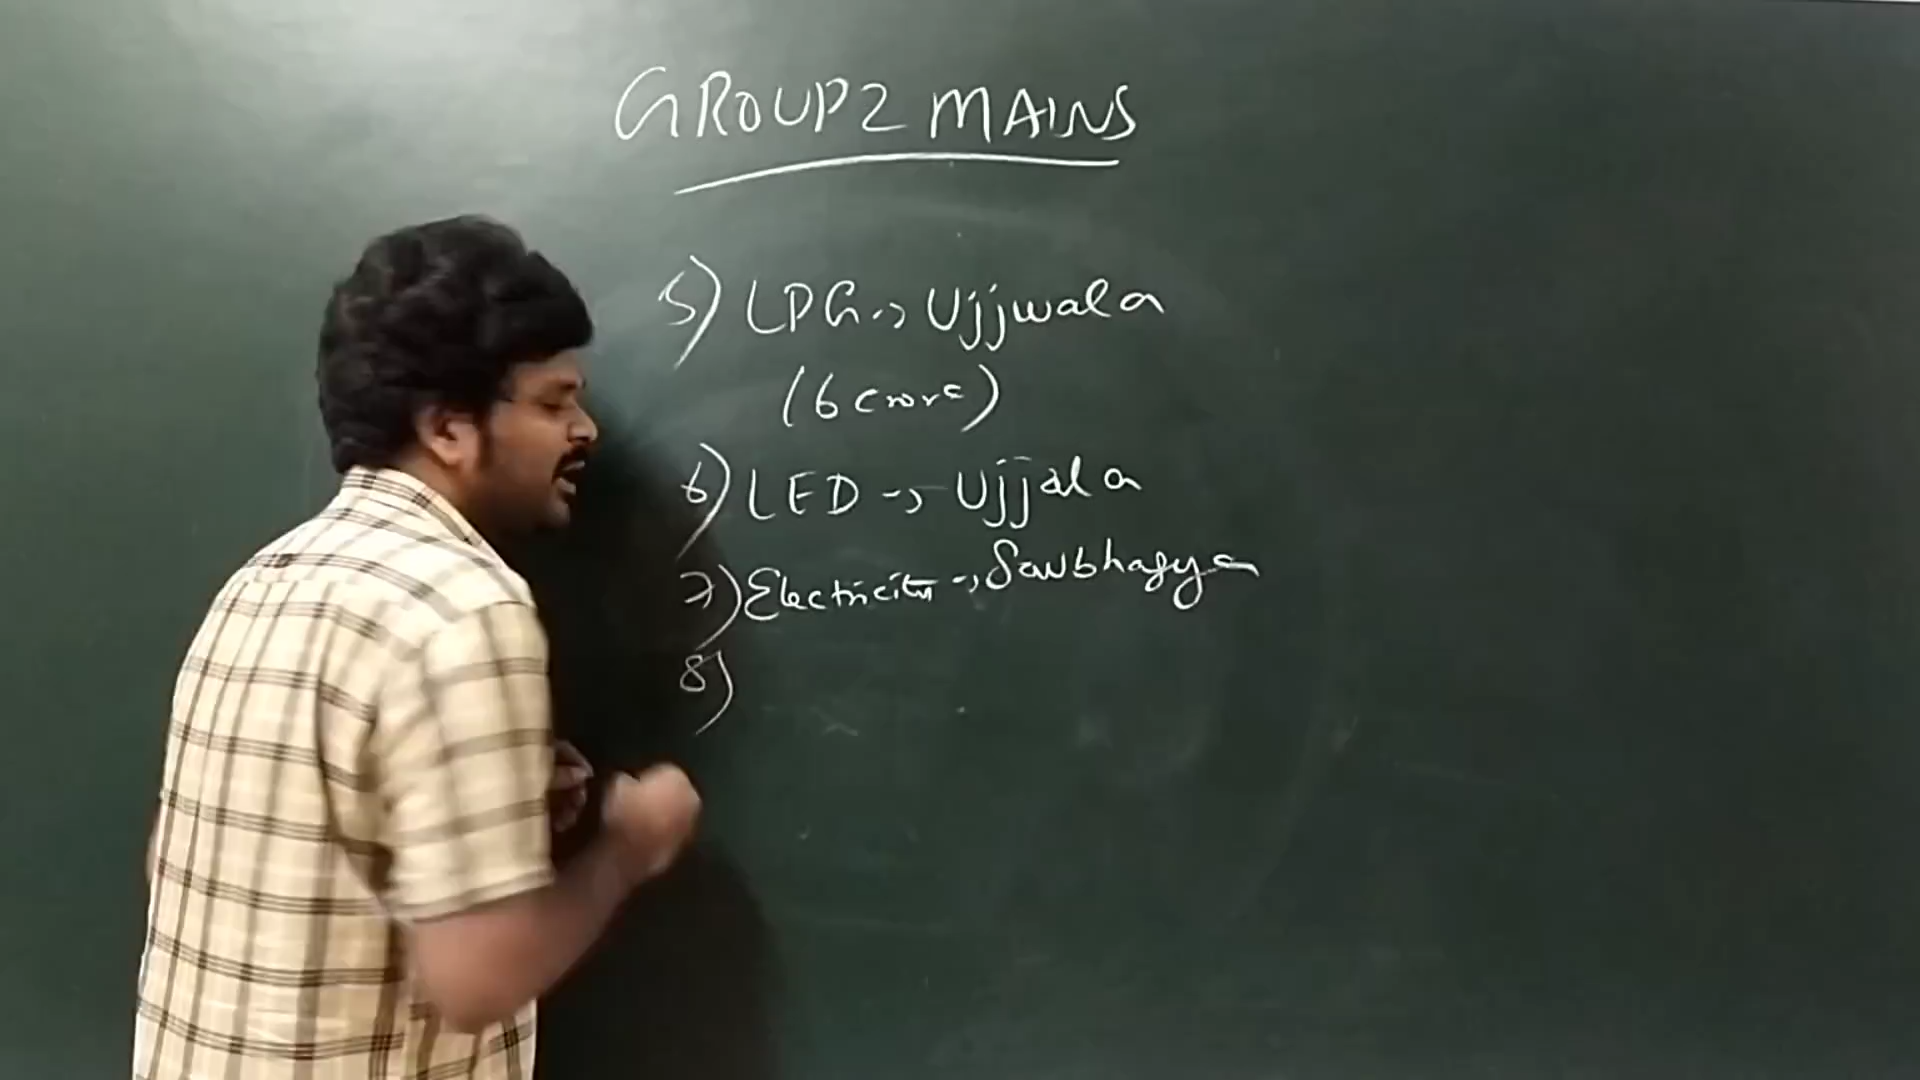 GROUP2 MAINS
5) LPG -> Ujjwala
(6 crore)
6) LED -> Ujjala
7) Electricity -> Saubhagya
8)